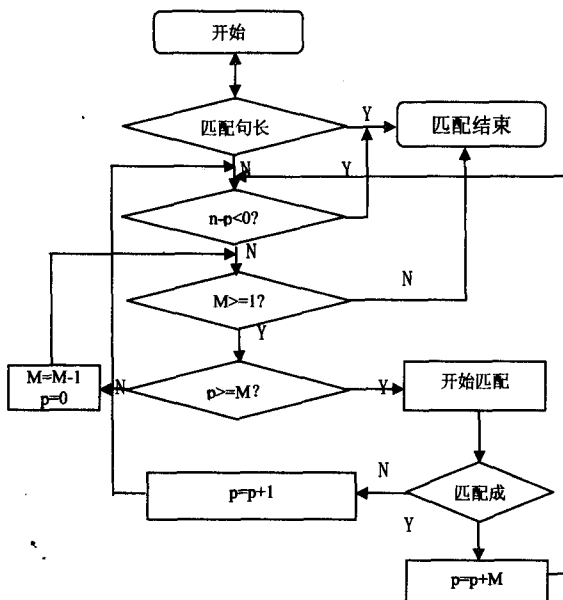 开始
匹配句长
Y
匹配结束
N
Y
n-p<0?
N
M>=1?
N
Y
M=M-1
p=0
N
p>=M?
Y
开始匹配
N
p=p+1
匹配成
Y
p=p+M